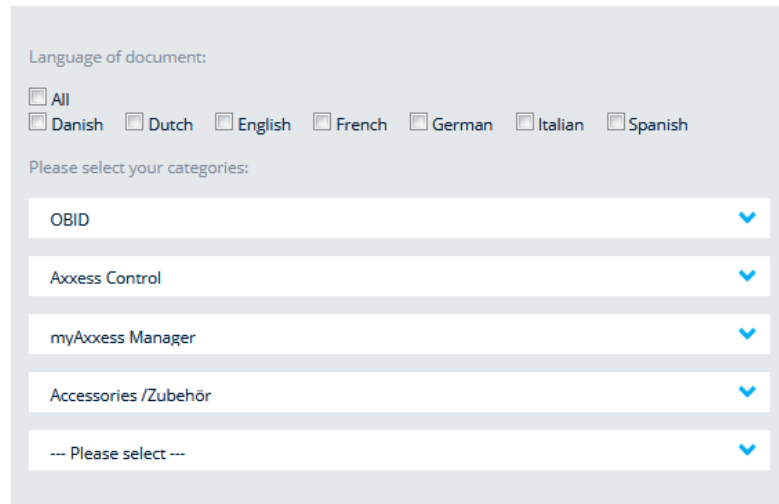 Language of document:
All
Danish Dutch English French German Italian Spanish
Please select your categories:
OBID
Axxess Control
myAxxess Manager
Accessories /Zubehör
--- Please select ---